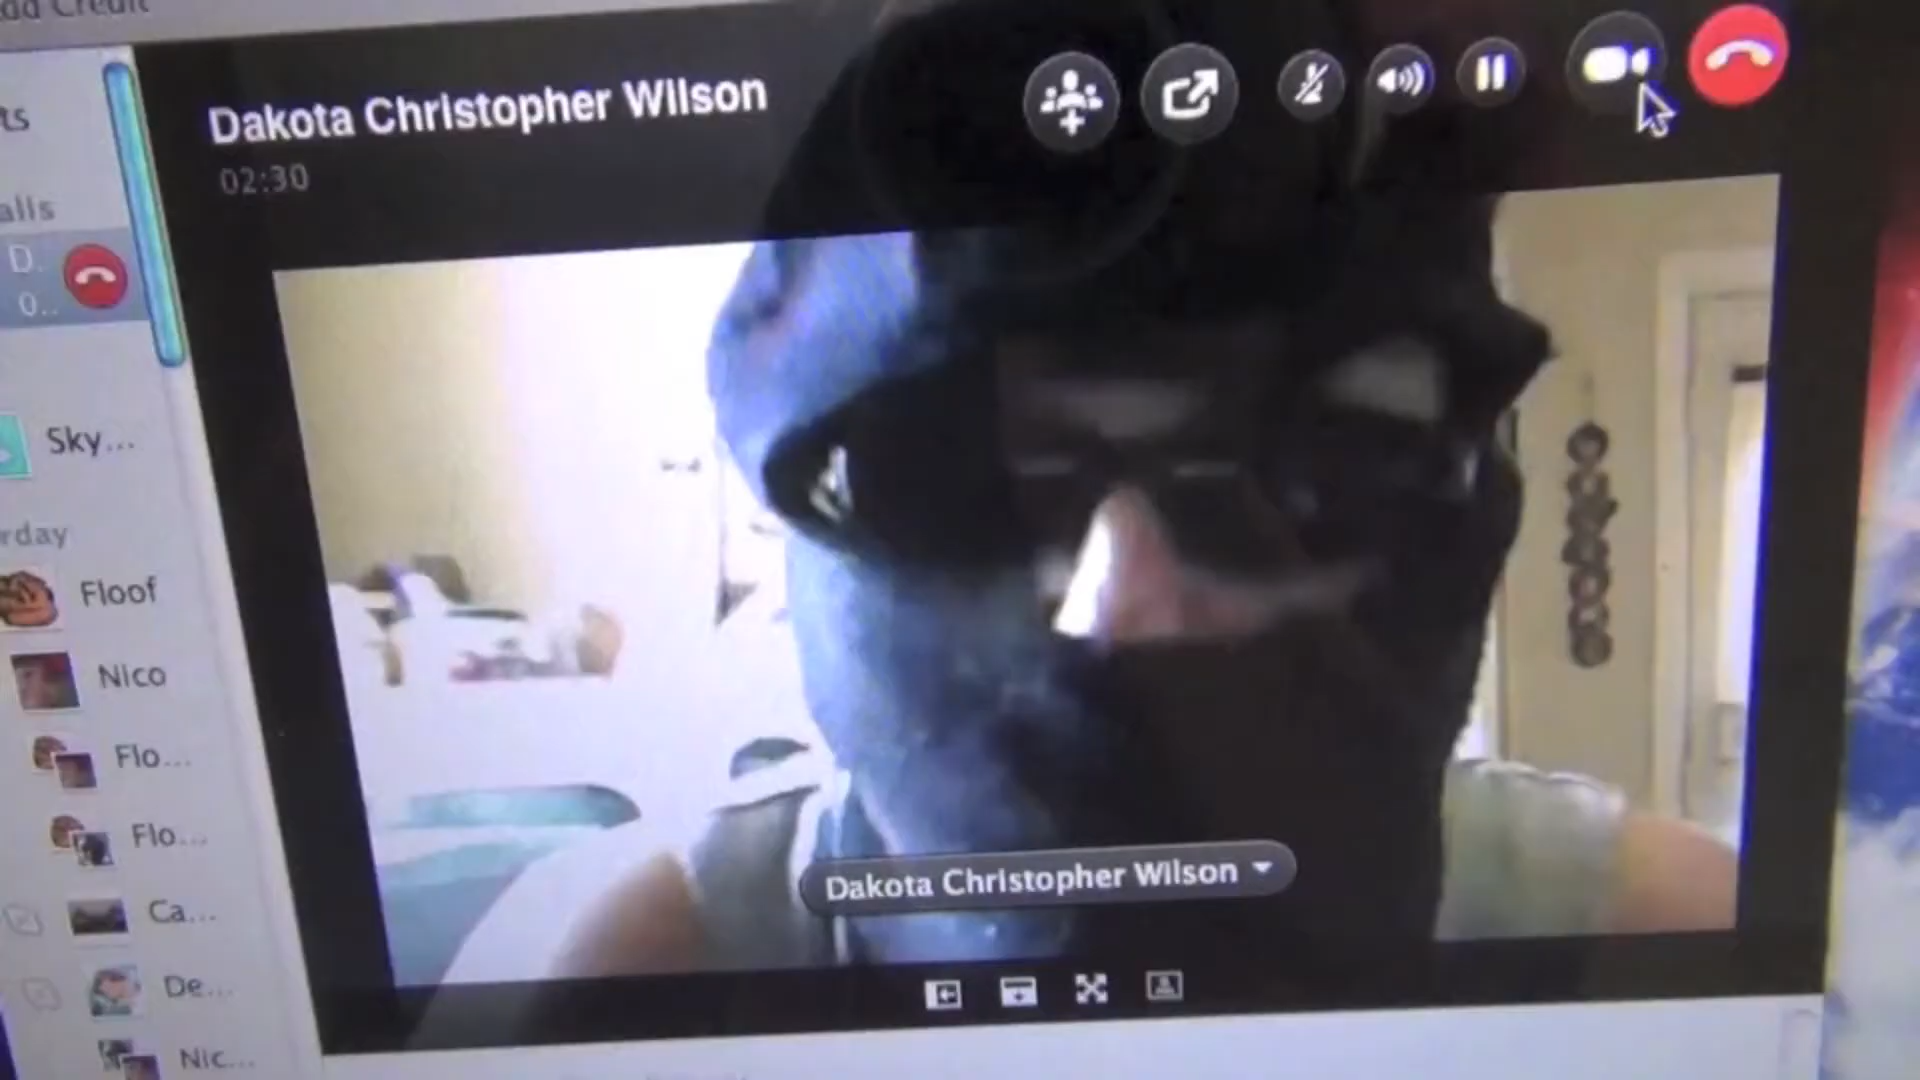 dd Credit
ts
alls
D.
0..
Sky...
rday
Floof
Nico
Flo...
Flo...
Ca...
De...
Nic...
Dakota Christopher Wilson
02:30
Dakota Christopher Wilson